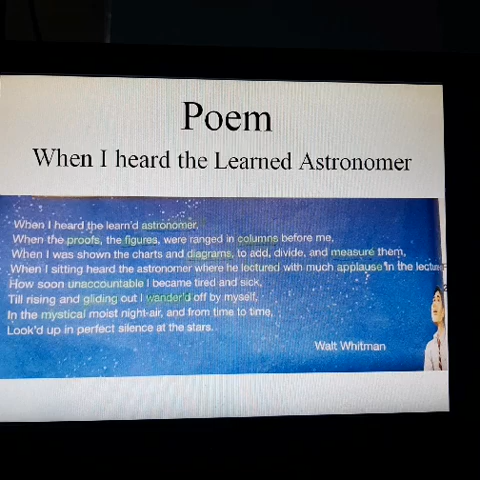 Poem
When I heard the Learned Astronomer
When I heard the learn'd astronomer,
When the proofs, the figures, were ranged in columns before me,
When I was shown the charts and diagrams, to add, divide, and measure them,
When I sitting heard the astronomer where he lectured with much applause in the lecture
How soon unaccountable I became tired and sick,
Till rising and gliding out I wander'd off by myself,
In the mystical moist night-air, and from time to time,
Look'd up in perfect silence at the stars.
Walt Whitman